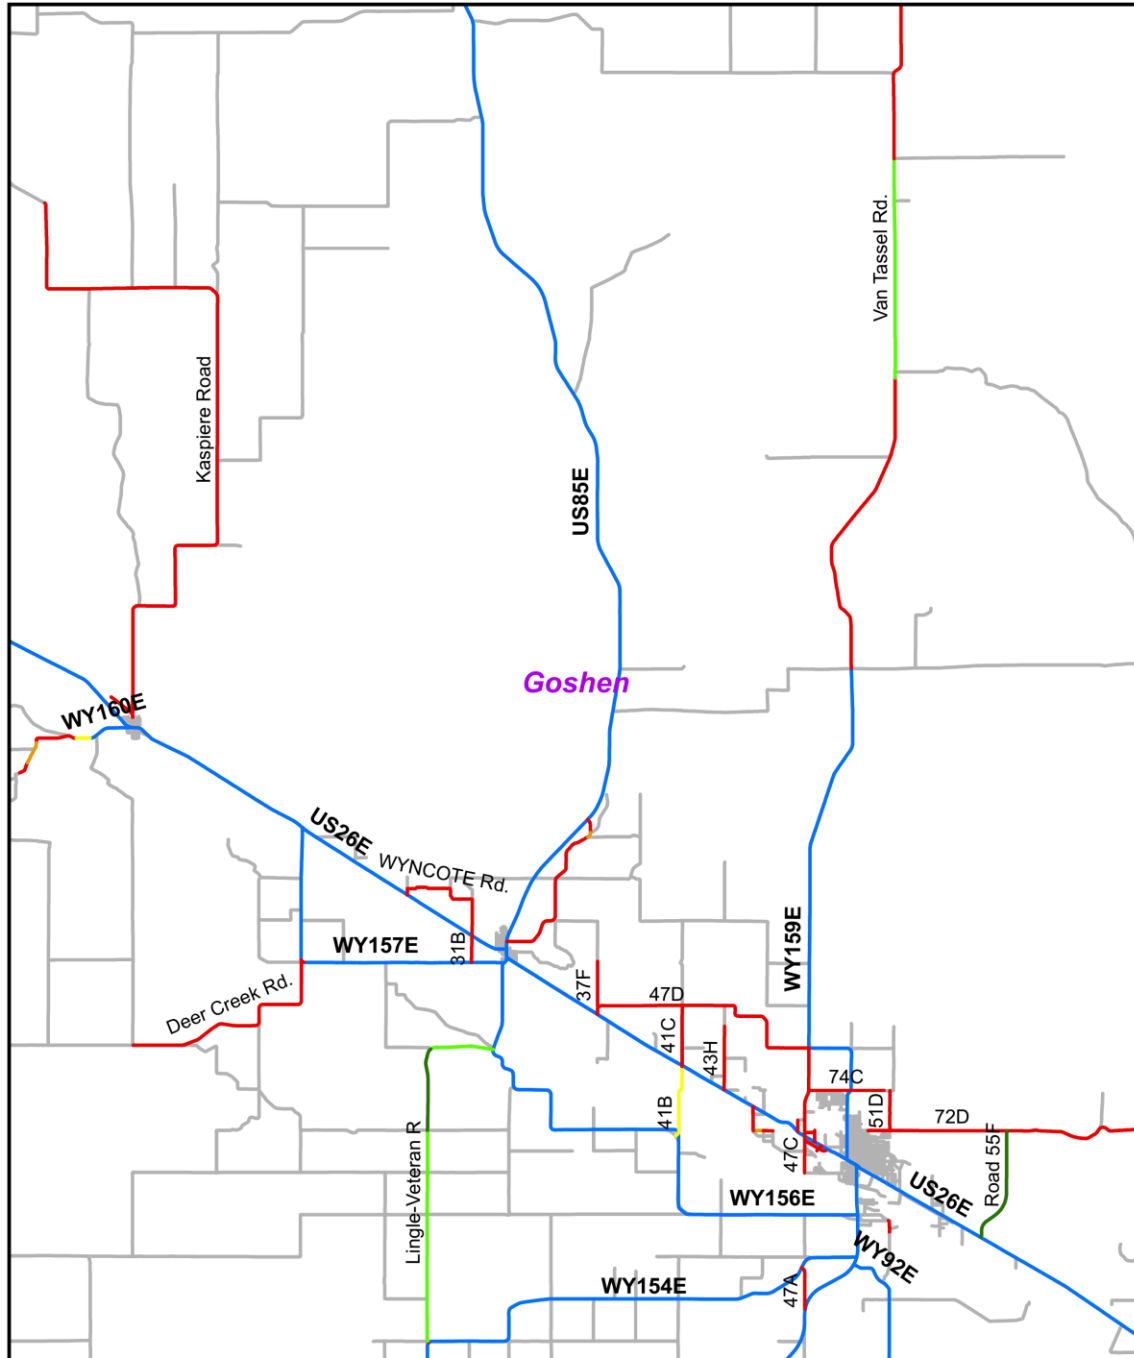 Van Tassel Rd.
Kaspiere Road
US85E
Goshen
WY160E
US26E
WYNCOTE Rd.
WY159E
31B
WY157E
37F
47D
Deer Creek Rd.
41C
43H
74C
41B
51D
72D
47C
Road 55F
Lingle-Veteran R
WY156E
US26E
WY92E
WY154E
47A